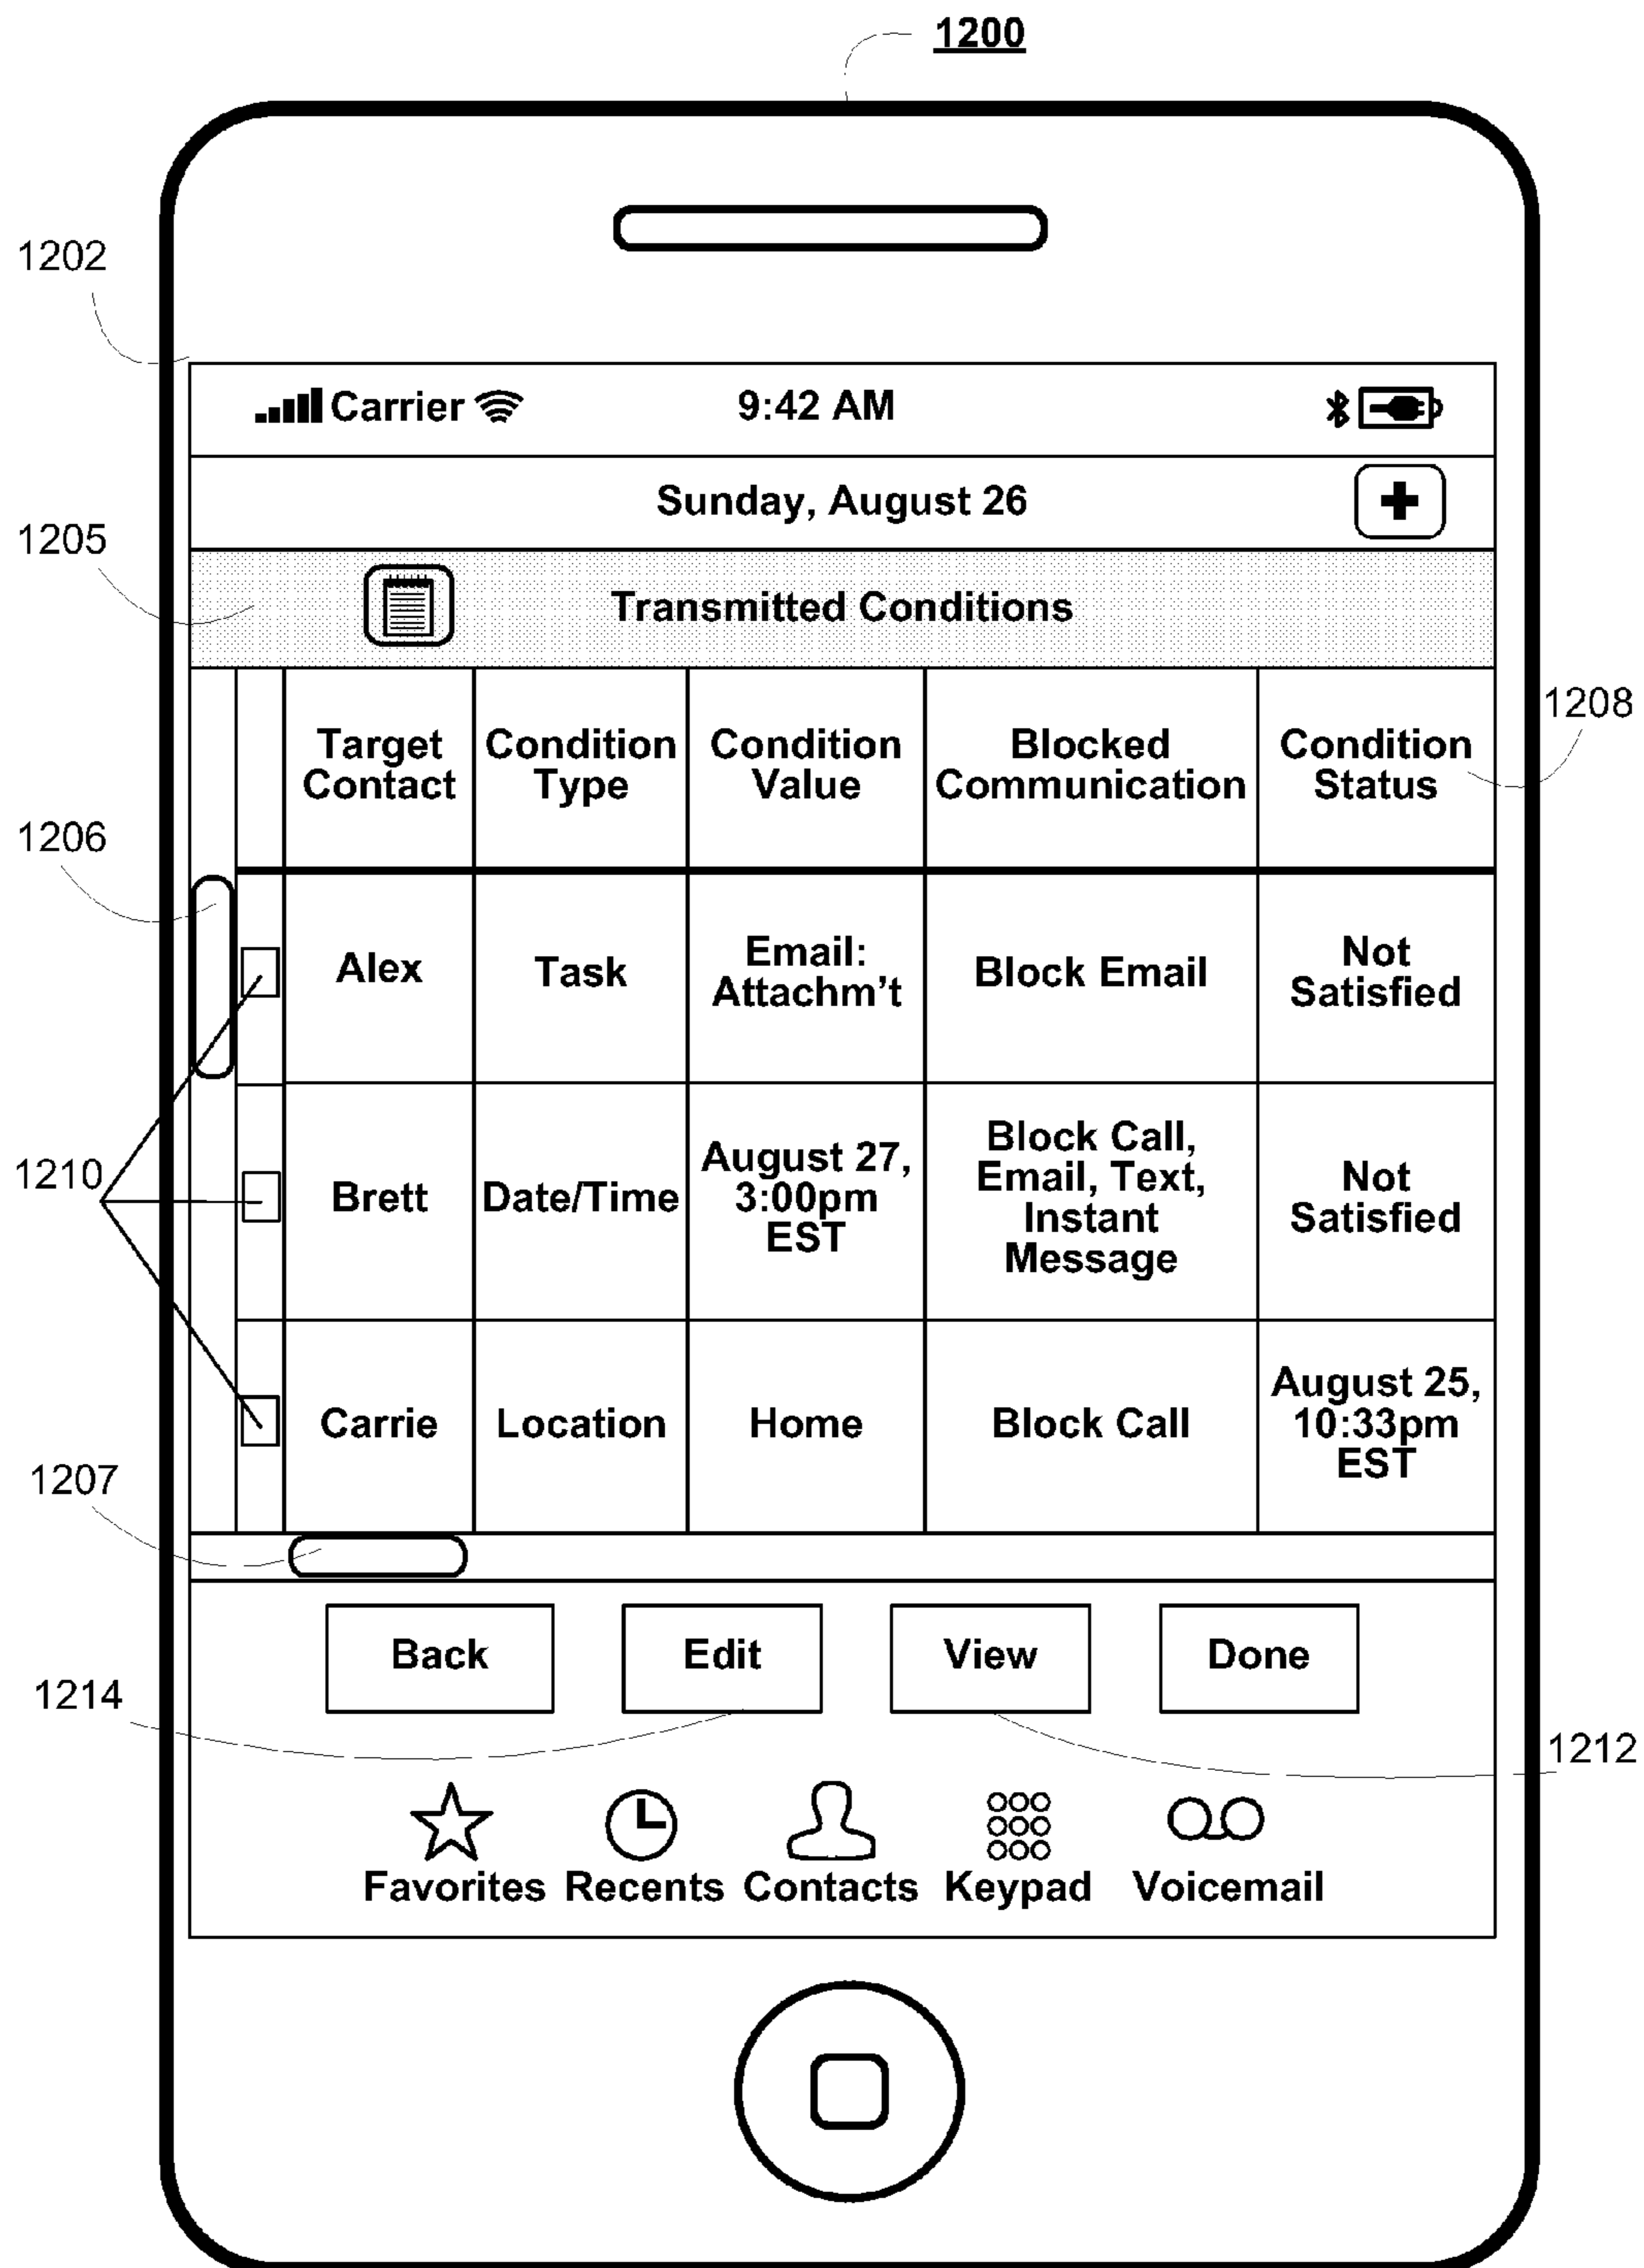 1200
1202
Carrier 9:42 AM
Sunday, August 26
1205
Transmitted Conditions
1208
Target
Contact
Condition
Type
Condition
Value
Blocked
Communication
Condition
Status
1206
Alex
Task
Email:
Attachm't
Block Email
Not
Satisfied
1210
Brett
Date/Time
August 27,
3:00pm
EST
Block Call,
Email, Text,
Instant
Message
Not
Satisfied
Carrie
Location
Home
Block Call
August 25,
10:33pm
EST
1207
Back Edit View Done
1214
1212
Favorites Recents Contacts Keypad Voicemail